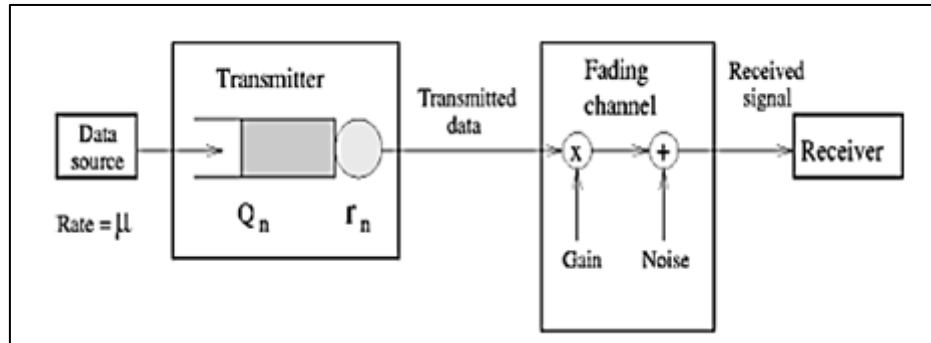 Transmitter
Fading
channel
Received
signal
Transmitted
data
Data
source
Receiver
Rate = μ
Q n
r n
x
+
Gain
Noise